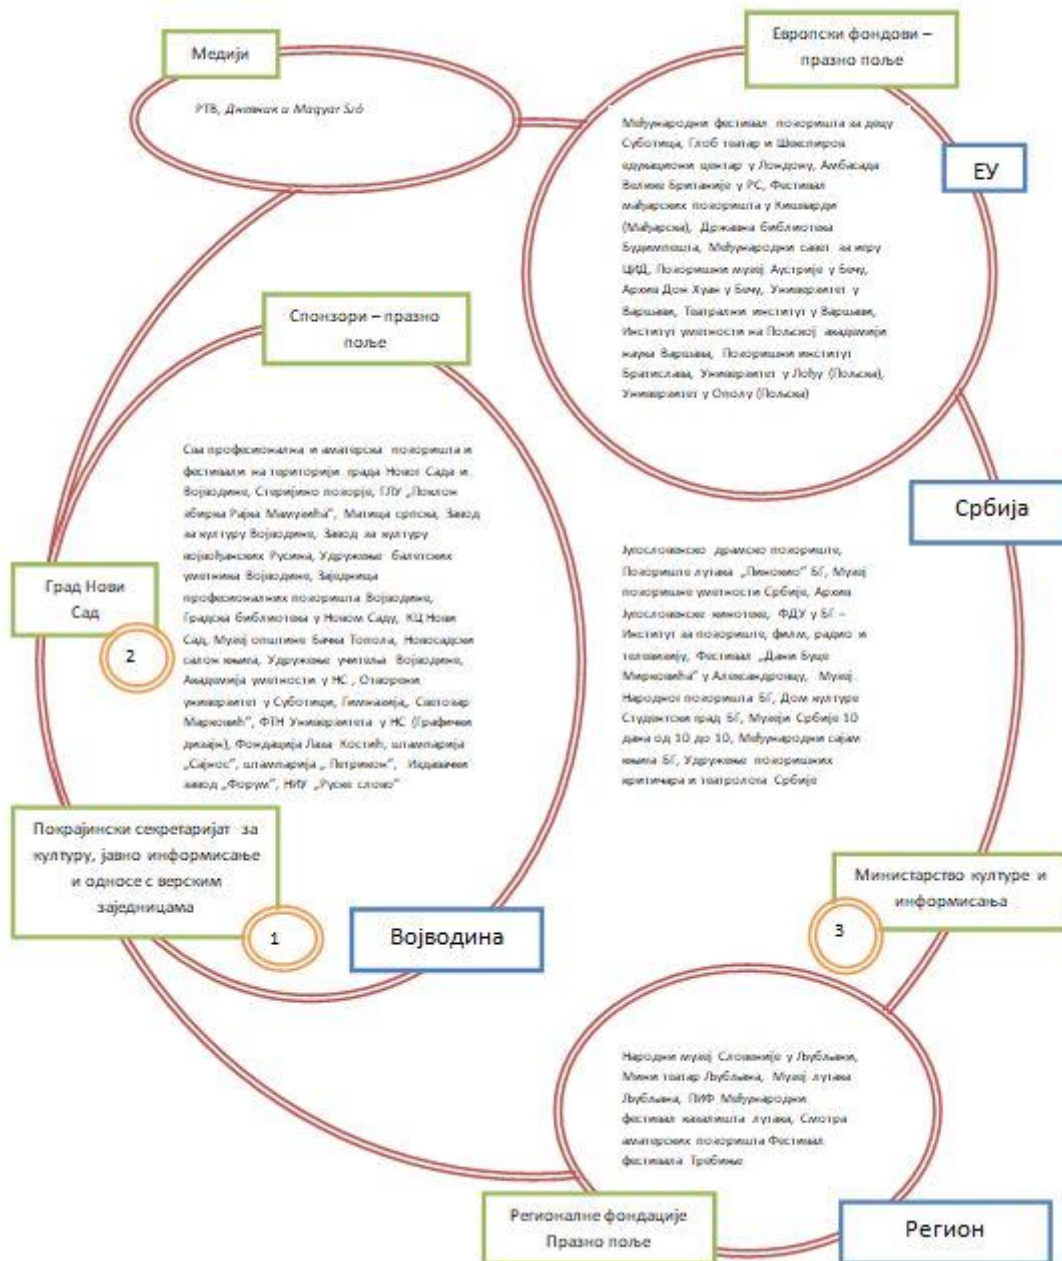 Медији
РТВ, Дневник и Magyar Szó
Европски фондови –
празно поље
Међународни фестивал позоришта за децу
Суботица, Глоб театар и Шекспиров
едукациони центар у Лондону, Амбасада
Велике Британије у РС, Фестивал
мађарских позоришта у Кишварди
(Мађарска), Државна библиотека
Будимпешта, Међународни савет за игру
ЦИД, Позоришни музеј Аустрије у Бечу,
Архив Дон Хуан у Бечу, Универзитет у
Варшави, Театрални институт у Варшави,
Институт уметности на Пољској академији
наука Варшава, Позоришни институт
Братислава, Универзитет у Лођу (Пољска),
Универзитет у Ополу (Пољска)
ЕУ
Спонзори – празно
поље
Сва професионална и аматерска позоришта и
фестивали на територији града Новог Сада и
Војводине, Стеријино позорје, ГЛУ „Поклон
збирка Рајка Мамузића“, Матица српска, Завод
за културу Војводине, Завод за културу
војвођанских Русина, Удружење балетских
уметника Војводине, Заједница
професионалних позоришта Војводине,
Градска библиотека у Новом Саду, КЦ Нови
Сад, Музеј општине Бачка Топола, Новосадски
салон књига, Удружење учитеља Војводине,
Академија уметности у НС , Отворени
универзитет у Суботици, Гимназија„ Светозар
Марковић“, ФТН Универзитета у НС (Графички
дизајн), Фондација Лаза Костић, штампарија
„Сајнос“, штампарија „ Петрикон“, Издавачки
завод „Форум“, НИУ „Руске слово“
Србија
Југословенско драмско позориште,
Позориште лутака „Пинокио“ БГ, Музеј
позоришне уметности Србије, Архив
Југословенске кинотеке, ФДУ у БГ –
Институт за позориште, филм, радио и
телевизију, Фестивал „Дани Буце
Мирковића“ у Александровцу, Музеј
Народног позоришта БГ, Дом културе
Студентски град БГ, Музеји Србије 10
дана од 10 до 10, Међународни сајам
књига БГ, Удружење позоришних
критичара и театролога Србије
Град Нови
Сад
2
Покрајински секретаријат за
културу, јавно информисање
и односе с верским
заједницама
1
Војводина
Министарство културе и
информисања
3
Народни музеј Словеније у Љубљани,
Мини театар Љубљана, Музеј лутака
Љубљана, ПИФ Међународни
фестивал казалишта лутака, Смотра
аматерских позоришта Фестивал
фестивала Требиње
Регионалне фондације
Празно поље
Регион